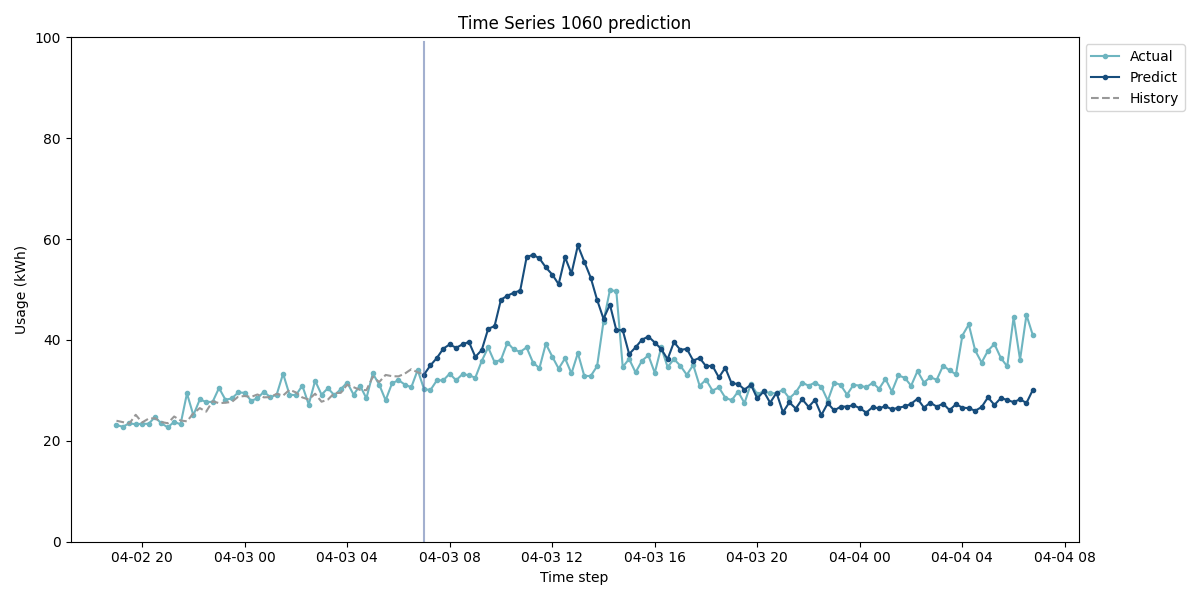 Time Series 1060 prediction
100
80
60
40
20
0
Usage (kWh)
04-02 20
04-03 00
04-03 04
04-03 08
04-03 12
04-03 16
04-03 20
04-04 00
04-04 04
04-04 08
Time step
Actual
Predict
History